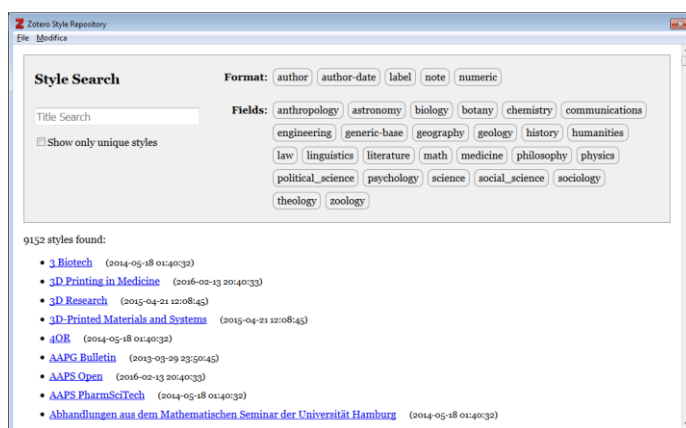 Zotero Style Repository
File Modifica
Style Search
Title Search
Show only unique styles
Format: author author-date label note numeric
Fields: anthropology astronomy biology botany chemistry communications
engineering generic-base geography geology history humanities
law linguistics literature math medicine philosophy physics
political_science psychology science social_science sociology
theology zoology
9152 styles found:
3 Biotech (2014-05-18 01:40:32)
3D Printing in Medicine (2016-02-13 20:40:33)
3D Research (2015-04-21 12:08:45)
3D-Printed Materials and Systems (2015-04-21 12:08:45)
4OR (2014-05-18 01:40:32)
AAPG Bulletin (2013-03-29 23:50:45)
AAPS Open (2016-02-13 20:40:33)
AAPS PharmSciTech (2014-05-18 01:40:32)
Abhandlungen aus dem Mathematischen Seminar der Universität Hamburg (2014-05-18 01:40:32)